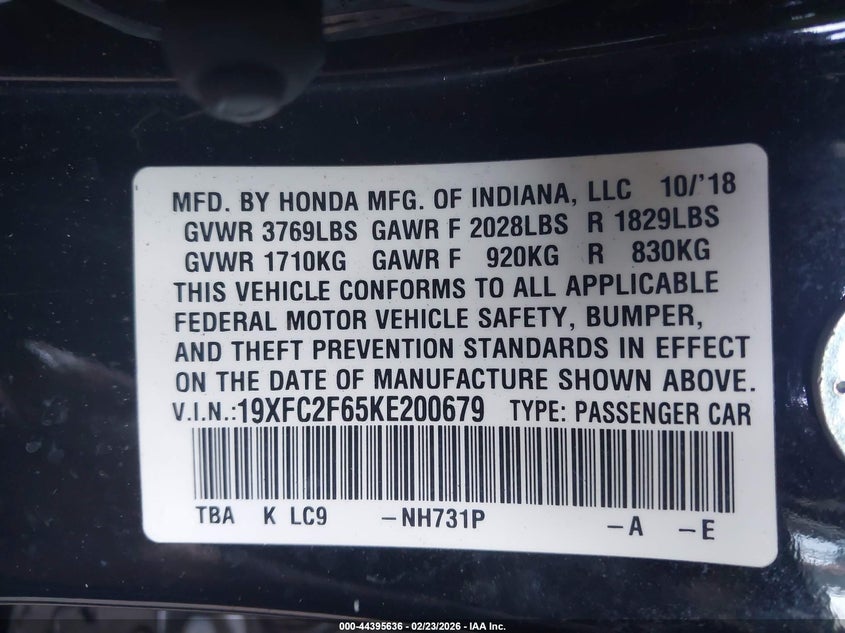 MFD. BY HONDA MFG. OF INDIANA, LLC 10/'18
GVWR 3769LBS GAWR F 2028LBS R 1829LBS
GVWR 1710KG GAWR F 920KG R 830KG
THIS VEHICLE CONFORMS TO ALL APPLICABLE
FEDERAL MOTOR VEHICLE SAFETY, BUMPER,
AND THEFT PREVENTION STANDARDS IN EFFECT
ON THE DATE OF MANUFACTURE SHOWN ABOVE.
V.I.N.:19XFC2F65KE200679 TYPE: PASSENGER CAR
TBA K LC9 -NH731P -A -E
000-44395636 - 02/23/2026 - IAA Inc.